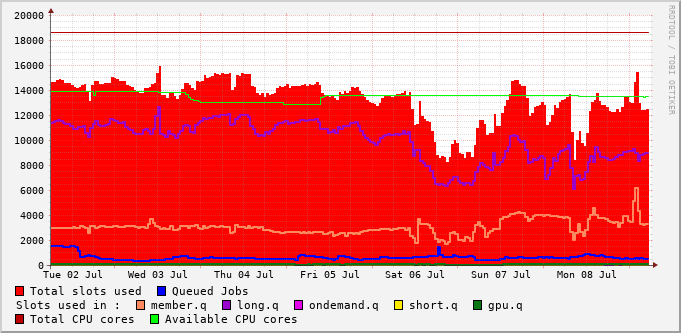 20000
18000
16000
14000
12000
10000
8000
6000
4000
2000
0
Tue 02 Jul Wed 03 Jul Thu 04 Jul Fri 05 Jul Sat 06 Jul Sun 07 Jul Mon 08 Jul
RRDTOOL / TOBI OETIKER
Total slots used Queued Jobs
Slots used in : member.q long.q ondemand.q short.q gpu.q
Total CPU cores Available CPU cores